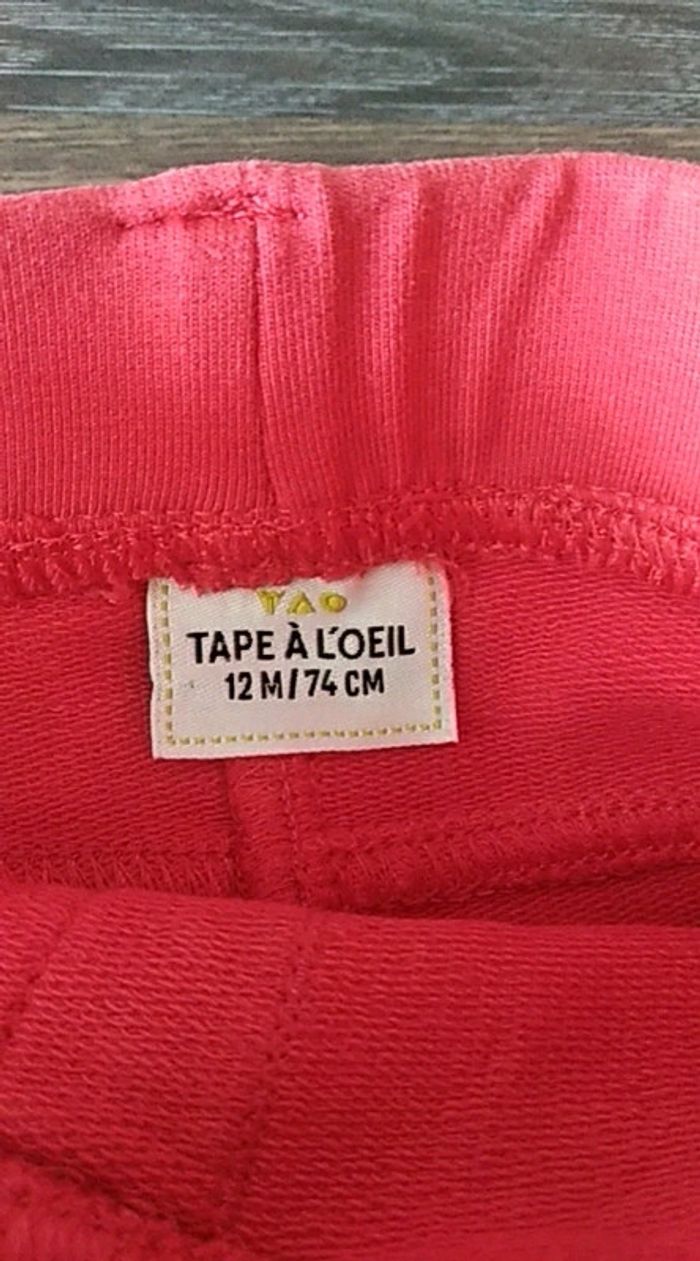 TAO
TAPE À L'OEIL
12 M/74 CM